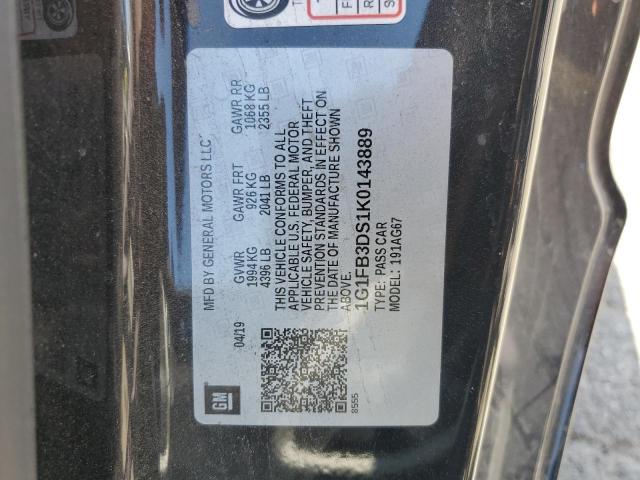 MFD BY GENERAL MOTORS LLC
04/19
GVWR GAWR FRT GAWR RR
1994 KG 926 KG 1068 KG
4396 LB 2041 LB 2355 LB
THIS VEHICLE CONFORMS TO ALL
APPLICABLE U.S. FEDERAL MOTOR
VEHICLE SAFETY, BUMPER, AND THEFT
PREVENTION STANDARDS IN EFFECT ON
THE DATE OF MANUFACTURE SHOWN
ABOVE.
1G1FB3DS1K0143889
TYPE: PASS CAR
MODEL: 191AG67
GM
8555